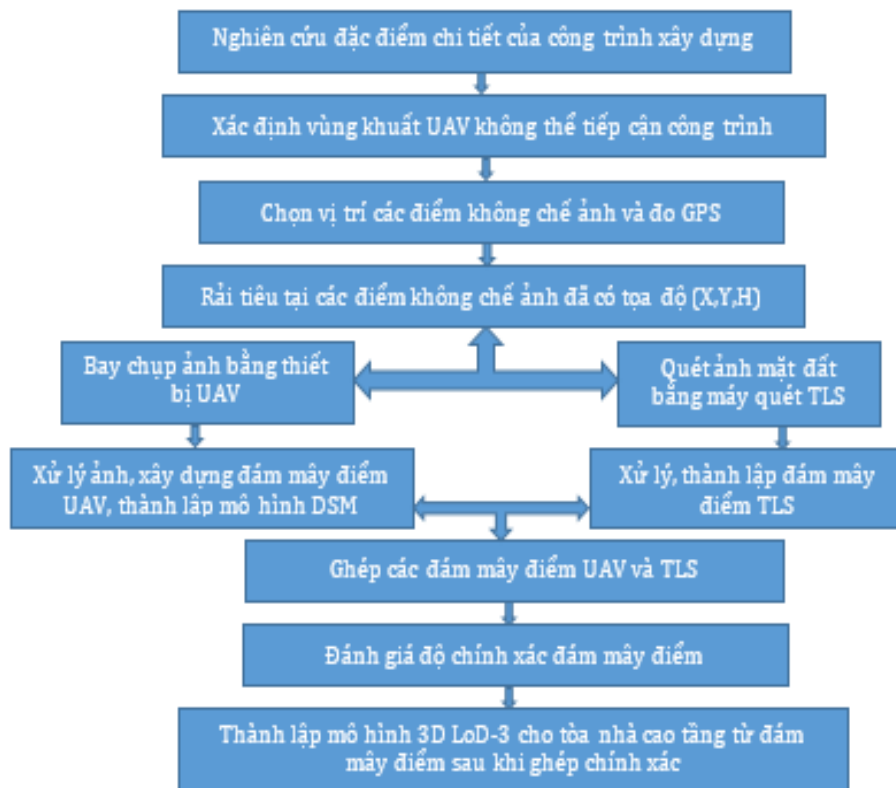 Nghiên cứu đặc điểm chi tiết của công trình xây dựng
Xác định vùng khuất UAV không thể tiếp cận công trình
Chọn vị trí các điểm không chế ảnh và đo GPS
Rải tiêu tại các điểm không chế ảnh đã có tọa độ (X,Y,H)
Bay chụp ảnh bằng thiết
bị UAV
Quét ảnh mặt đất
bằng máy quét TLS
Xử lý ảnh, xây dựng đám mây điểm
UAV, thành lập mô hình DSM
Xử lý, thành lập đám mây
điểm TLS
Ghép các đám mây điểm UAV và TLS
Đánh giá độ chính xác đám mây điểm
Thành lập mô hình 3D LoD-3 cho tòa nhà cao tầng từ đám
mây điểm sau khi ghép chính xác